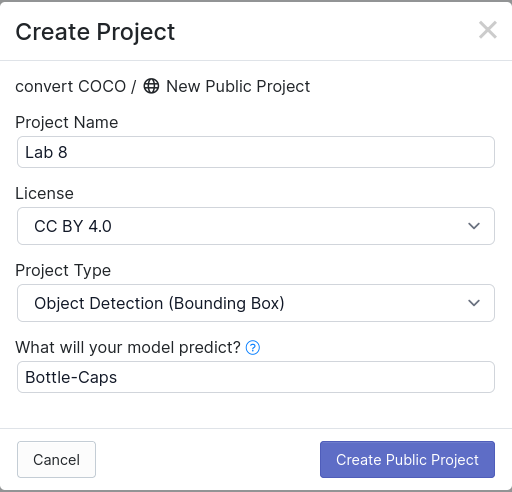 Create Project
convert COCO / New Public Project
Project Name
Lab 8
License
CC BY 4.0
Project Type
Object Detection (Bounding Box)
What will your model predict? ?
Bottle-Caps
Cancel
Create Public Project